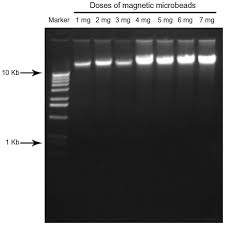 Doses of magnetic microbeads
Marker 1 mg 2 mg 3 mg 4 mg 5 mg 6 mg 7 mg
10 Kb
1 Kb